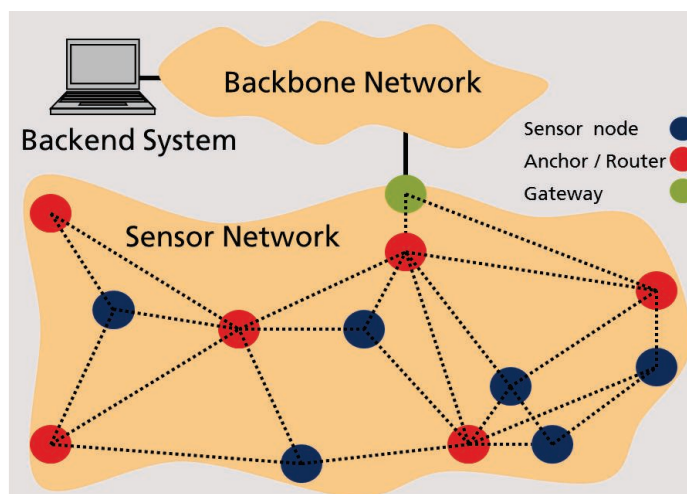 Backbone Network
Backend System
Sensor node
Anchor / Router
Gateway
Sensor Network